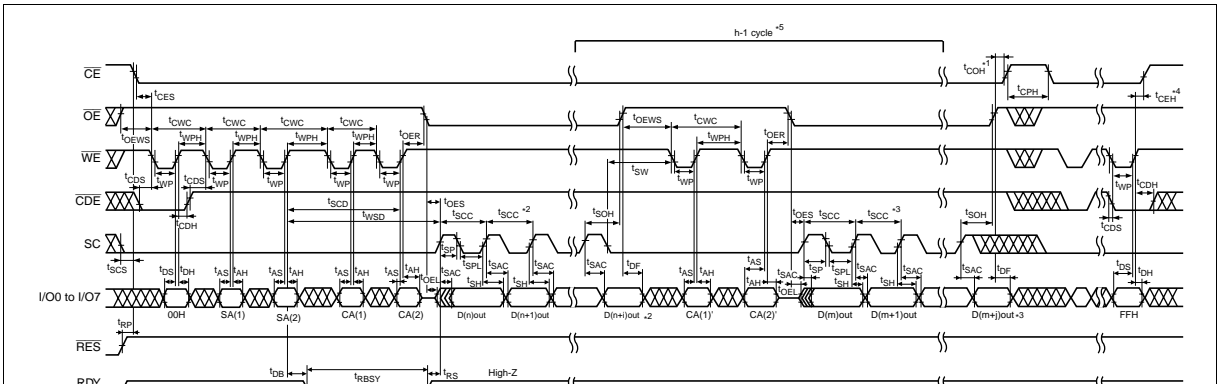 h-1 cycle *5
CE
tCOH*1
tCES
tCPH
tCEH*4
OE
tOEWS
tCWC tCWC tCWC tCWC
tWPH tWPH tWPH tWPH
tOER
tOEWS tCWC
tWPH
tOER
WE
tCDS
tWP tCDS tWP tWP tWP tWP
tSW
tWP tWP
tWP
tCDH
CDE
tCDH
tSCD
tWSD
tOES
tSCC tSCC *2
tSOH
tOES tSCC tSCC *3
tSOH
tCDS
SC
tSCS
tSP
tSPL
tSP
tSPL
tDS tDH tAS tAH tAS tAH tAS tAH tAS tAH
tOEL
tSAC
tSH
tSAC
tSH
tSAC
tSAC
tDF
tAS tAH
tAS
tAH
tSAC
tOEL
tSH
tSAC
tSH
tSAC
tSAC
tDF
tDS
tDH
I/O0 to I/O7
00H SA(1) SA(2) CA(1) CA(2) D(n)out D(n+1)out D(n+i)out *2 CA(1)' CA(2)' D(m)out D(m+1)out D(m+j)out *3 FFH
tRP
RES
tDB
tRBSY
tRS
High-Z
RDY